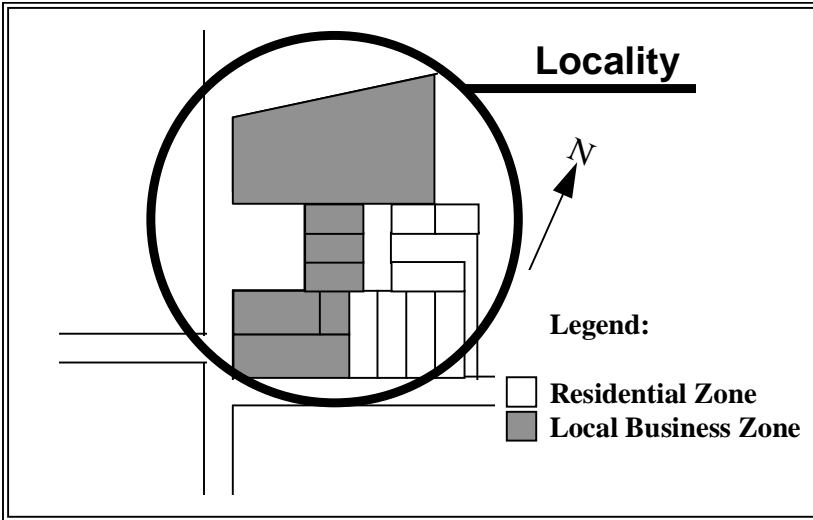 Locality
N
Legend:
Residential Zone
Local Business Zone